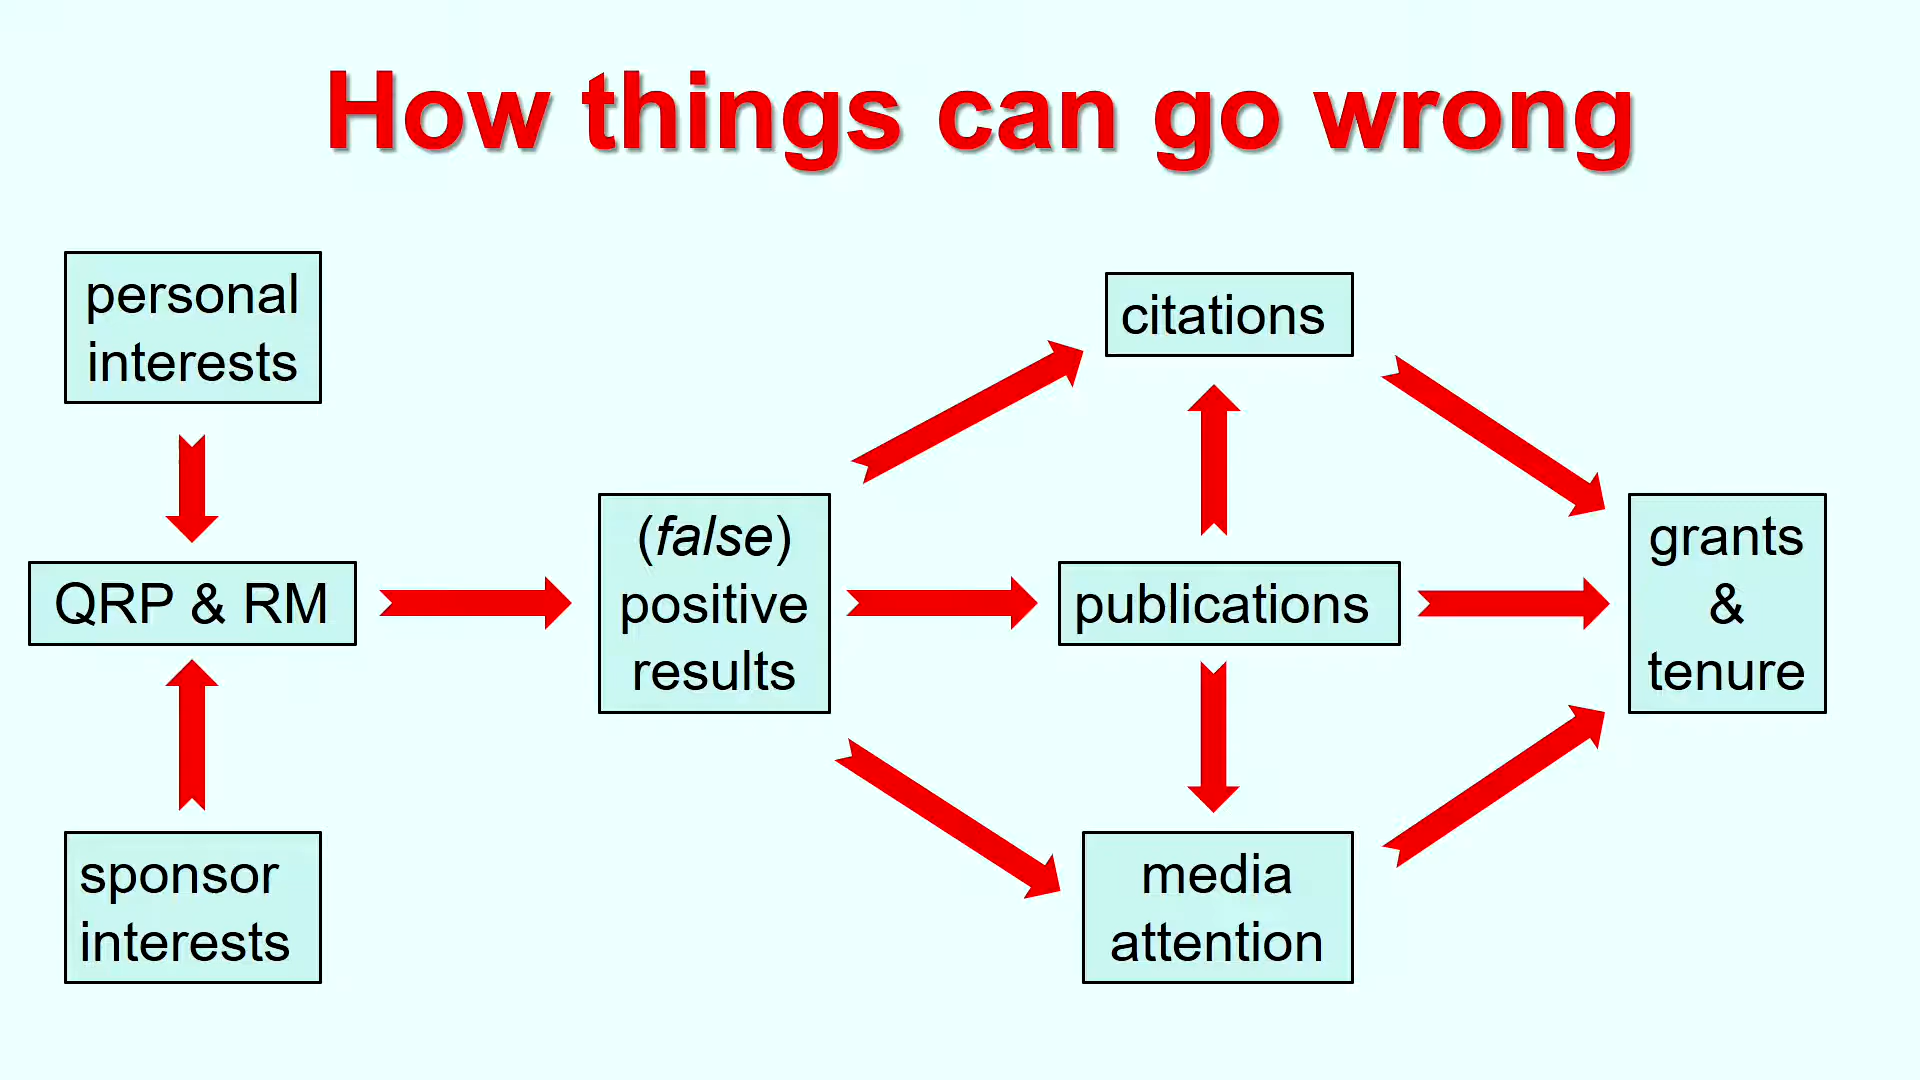 How things can go wrong
personal
interests
QRP & RM
sponsor
interests
(false)
positive
results
citations
publications
media
attention
grants
&
tenure